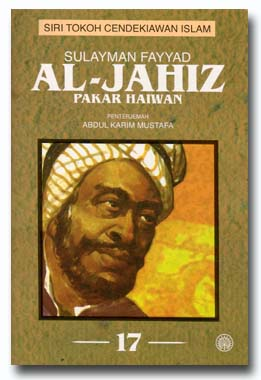 SIRI TOKOH CENDEKIAWAN ISLAM
SULAYMAN FAYYAD
AL-JAHIZ
PAKAR HAIWAN
PENTERJEMAH
ABDUL KARIM MUSTAFA
17